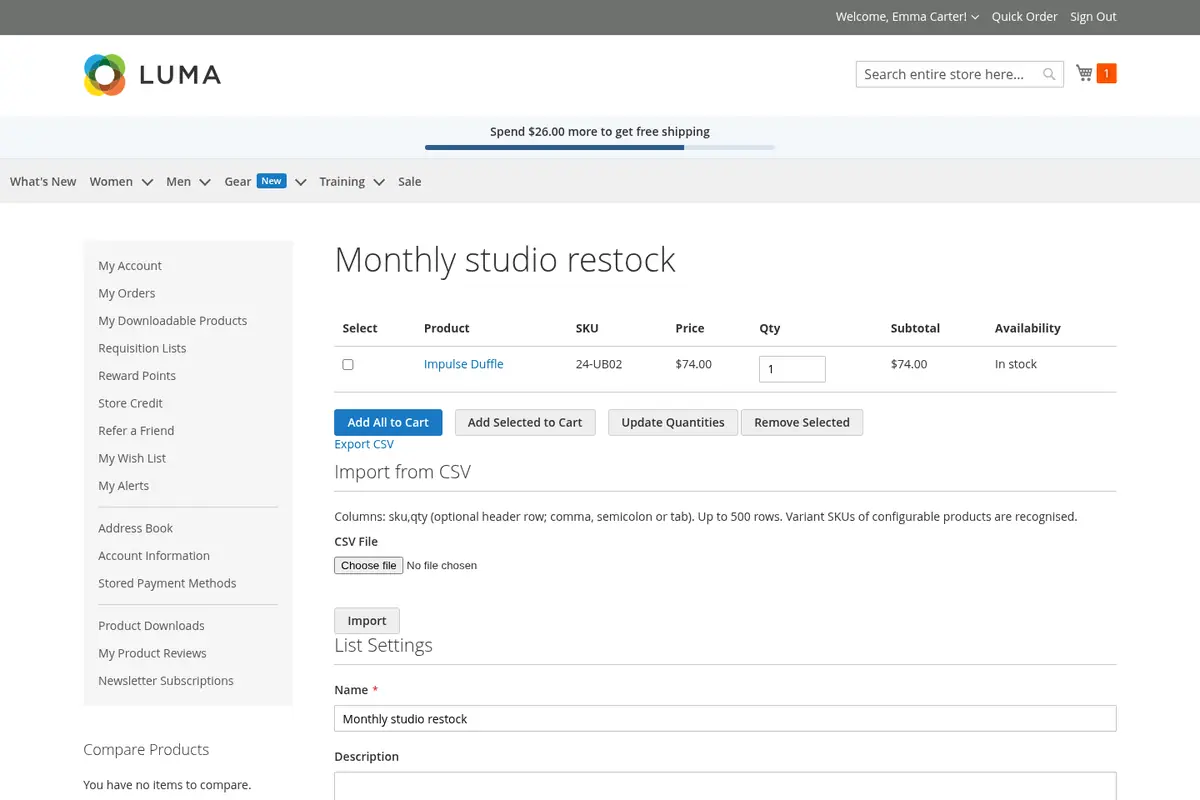 Welcome, Emma Carter! Quick Order Sign Out
LUMA
Search entire store here...
1
Spend $26.00 more to get free shipping
What's New Women Men Gear New Training Sale
My Account
My Orders
My Downloadable Products
Requisition Lists
Reward Points
Store Credit
Refer a Friend
My Wish List
My Alerts
Address Book
Account Information
Stored Payment Methods
Product Downloads
My Product Reviews
Newsletter Subscriptions
Compare Products
You have no items to compare.
Monthly studio restock
Select Product SKU Price Qty Subtotal Availability
Impulse Duffle 24-UB02 $74.00 1 $74.00 In stock
Add All to Cart Add Selected to Cart Update Quantities Remove Selected
Export CSV
Import from CSV
Columns: sku,qty (optional header row; comma, semicolon or tab). Up to 500 rows. Variant SKUs of configurable products are recognised.
CSV File
Choose file No file chosen
Import
List Settings
Name *
Monthly studio restock
Description